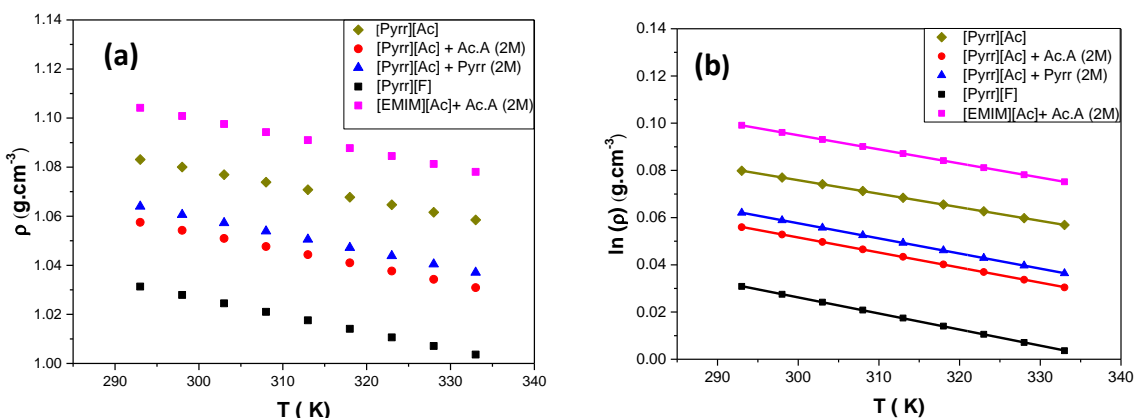 (a)
[Pyrr][Ac]
[Pyrr][Ac] + Ac.A (2M)
[Pyrr][Ac] + Pyrr (2M)
[Pyrr][F]
[EMIM][Ac]+ Ac.A (2M)
1.14
1.12
1.10
1.08
1.06
1.04
1.02
1.00
ρ (g.cm-3)
290
300
310
320
330
340
T ( K)
(b)
[Pyrr][Ac]
[Pyrr][Ac] + Ac.A (2M)
[Pyrr][Ac] + Pyrr (2M)
[Pyrr][F]
[EMIM][Ac]+ Ac.A (2M)
0.14
0.12
0.10
0.08
0.06
0.04
0.02
0.00
ln (ρ) (g.cm-3)
290
300
310
320
330
340
T ( K)